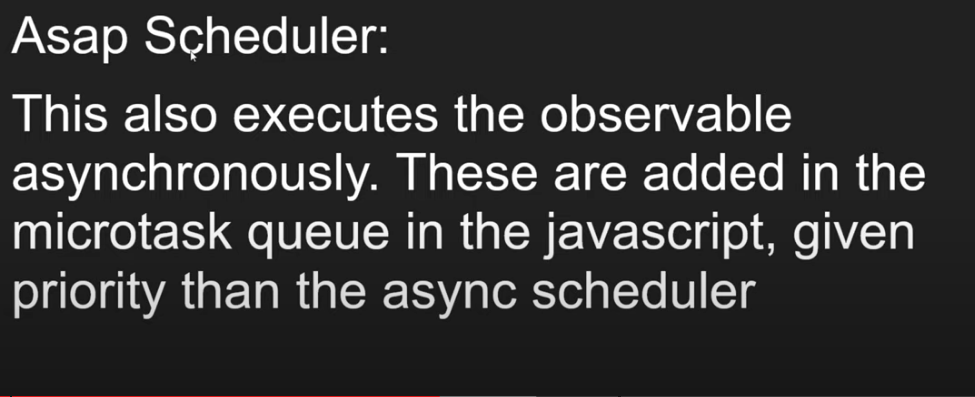 Asap Scheduler:
This also executes the observable
asynchronously. These are added in the
microtask queue in the javascript, given
priority than the async scheduler